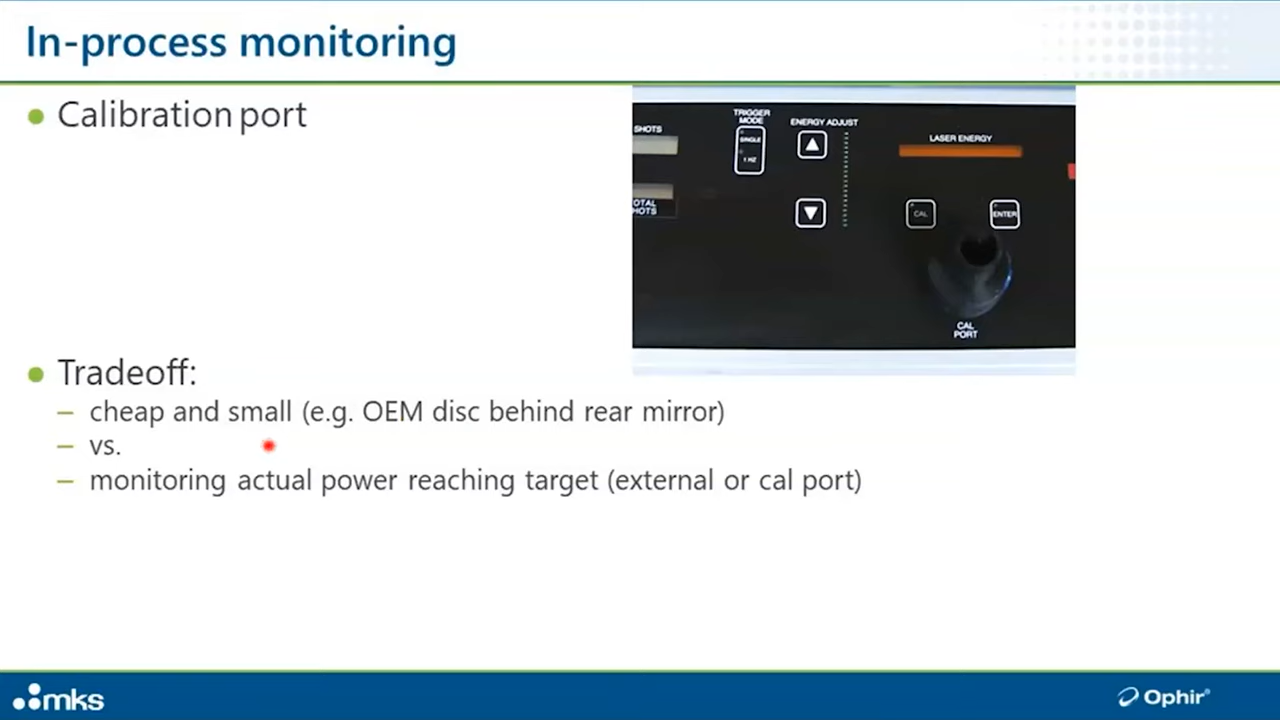 In-process monitoring
Calibration port
SHOTS
TRIGGER
MODE
SINGLE
1 HZ
ENERGY ADJUST
LASER ENERGY
OTAL
HOTS
CAL
ENTER
CAL
PORT
Tradeoff:
– cheap and small (e.g. OEM disc behind rear mirror)
– vs.
– monitoring actual power reaching target (external or cal port)
mks
Ophir®